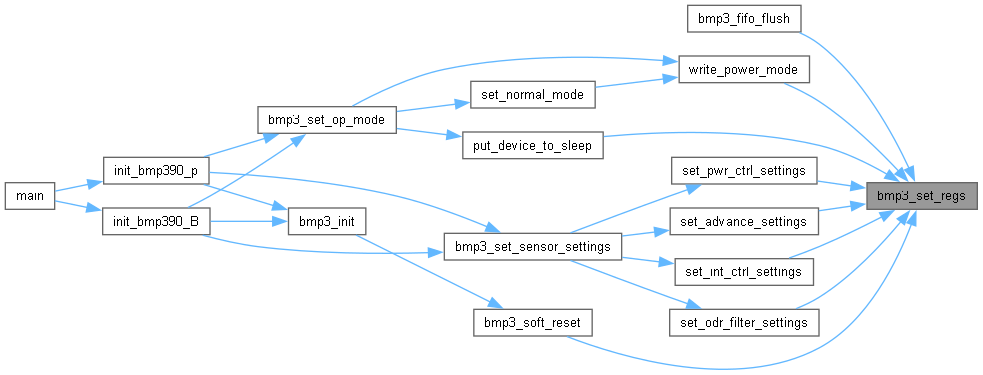 bmp3_fifo_flush
write_power_mode
set_normal_mode
bmp3_set_op_mode
put_device_to_sleep
init_bmp390_p
set_pwr_ctrl_settings
main
bmp3_set_regs
init_bmp390_B
bmp3_init
set_advance_settings
bmp3_set_sensor_settings
set_int_ctrl_settings
bmp3_soft_reset
set_odr_filter_settings